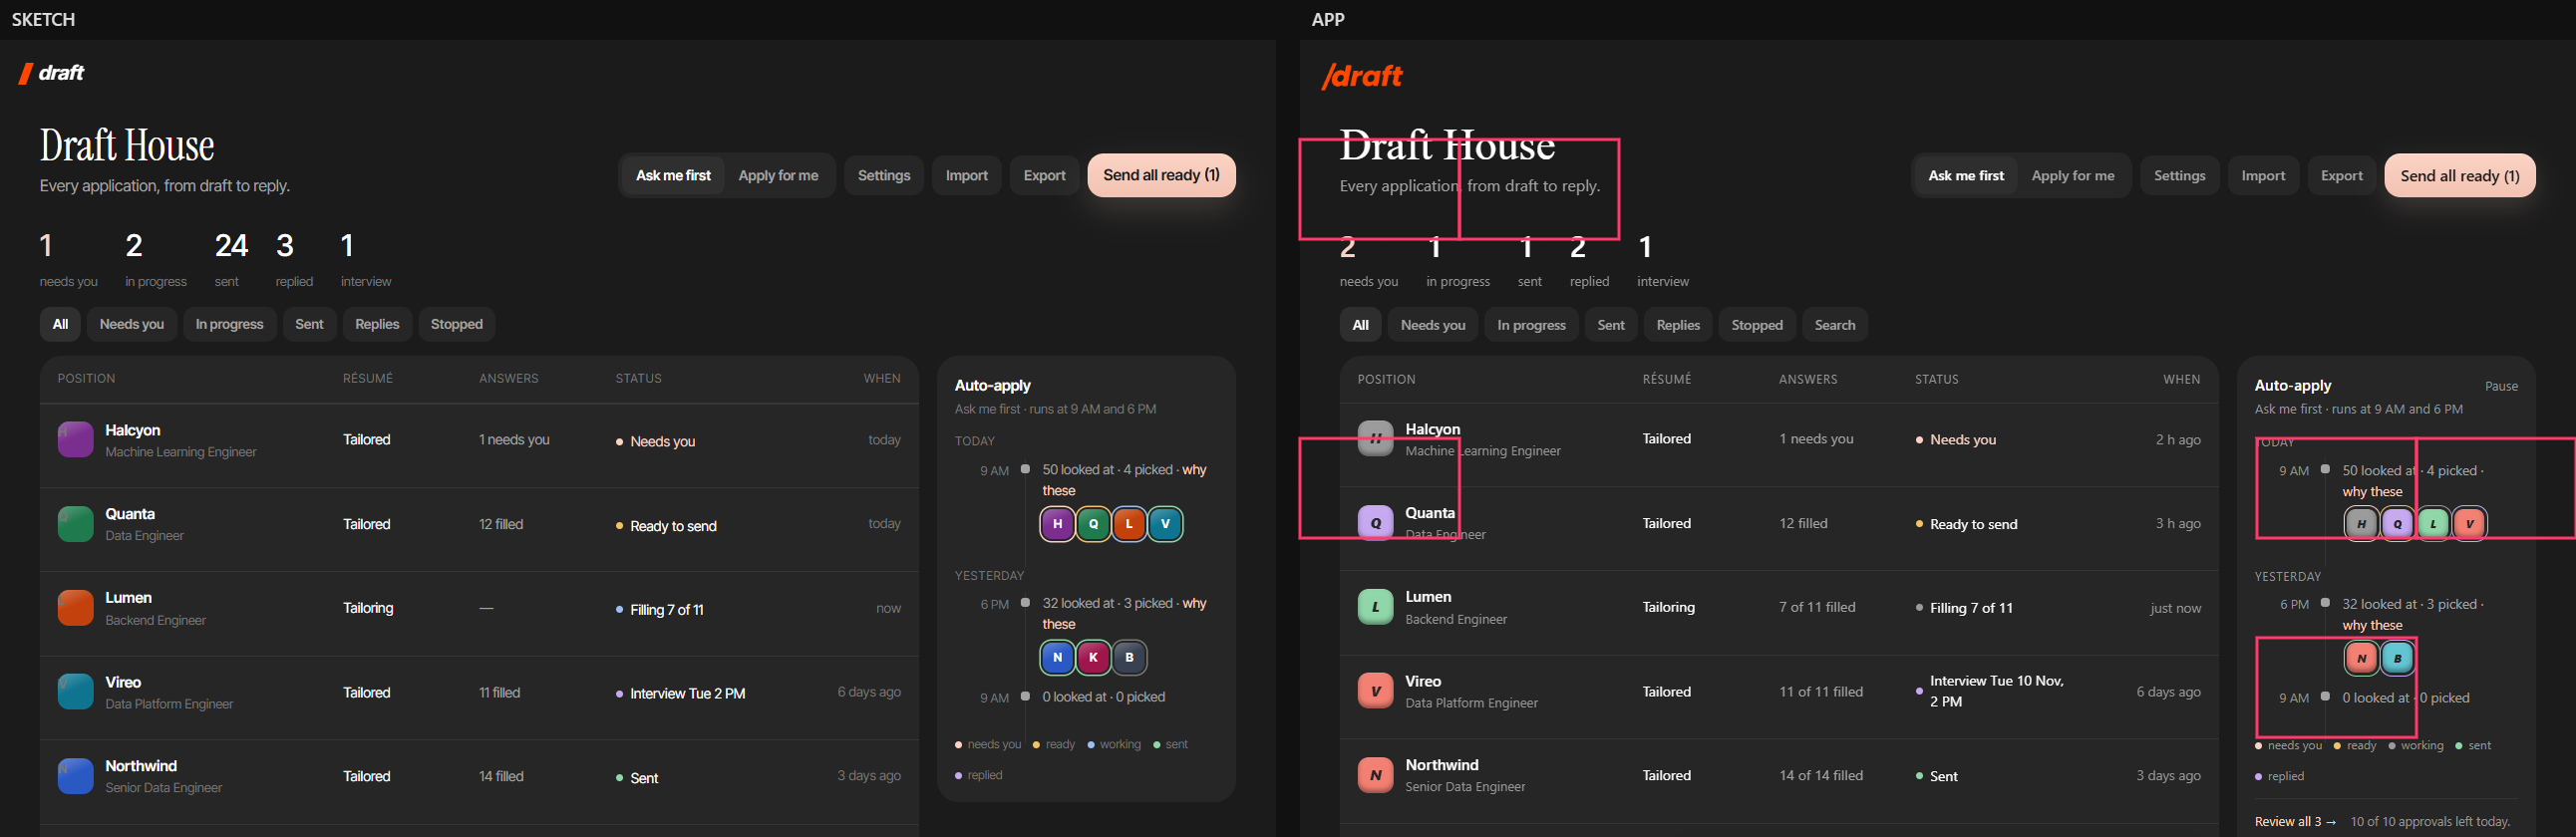 SKETCH
draft
Draft House
Every application, from draft to reply.
Ask me first
Apply for me
Settings
Import
Export
Send all ready (1)
1
2
24
3
1
needs you
in progress
sent
replied
interview
All
Needs you
In progress
Sent
Replies
Stopped
POSITION
RÉSUMÉ
ANSWERS
STATUS
WHEN
Halcyon
Machine Learning Engineer
Tailored
1 needs you
Needs you
today
Quanta
Data Engineer
Tailored
12 filled
Ready to send
today
Lumen
Backend Engineer
Tailoring
—
Filling 7 of 11
now
Vireo
Data Platform Engineer
Tailored
11 filled
Interview Tue 2 PM
6 days ago
Northwind
Senior Data Engineer
Tailored
14 filled
Sent
3 days ago
Auto-apply
Ask me first · runs at 9 AM and 6 PM
TODAY
9 AM
50 looked at · 4 picked · why
these
H
Q
L
V
YESTERDAY
6 PM
32 looked at · 3 picked · why
these
N
K
B
9 AM
0 looked at · 0 picked
needs you
ready
working
sent
replied
APP
/draft
Draft House
Every application, from draft to reply.
Ask me first
Apply for me
Settings
Import
Export
Send all ready (1)
2
1
1
2
1
needs you
in progress
sent
replied
interview
All
Needs you
In progress
Sent
Replies
Stopped
Search
POSITION
RÉSUMÉ
ANSWERS
STATUS
WHEN
H
Halcyon
Machine Learning Engineer
Tailored
1 needs you
Needs you
2 h ago
Q
Quanta
Data Engineer
Tailored
12 filled
Ready to send
3 h ago
L
Lumen
Backend Engineer
Tailoring
7 of 11 filled
Filling 7 of 11
just now
V
Vireo
Data Platform Engineer
Tailored
11 of 11 filled
Interview Tue 10 Nov,
2 PM
6 days ago
N
Northwind
Senior Data Engineer
Tailored
14 of 14 filled
Sent
3 days ago
Auto-apply
Pause
Ask me first · runs at 9 AM and 6 PM
TODAY
9 AM
50 looked at · 4 picked ·
why these
H
Q
L
V
YESTERDAY
6 PM
32 looked at · 3 picked ·
why these
N
B
9 AM
0 looked at · 0 picked
needs you
ready
working
sent
replied
Review all 3 →
10 of 10 approvals left today.